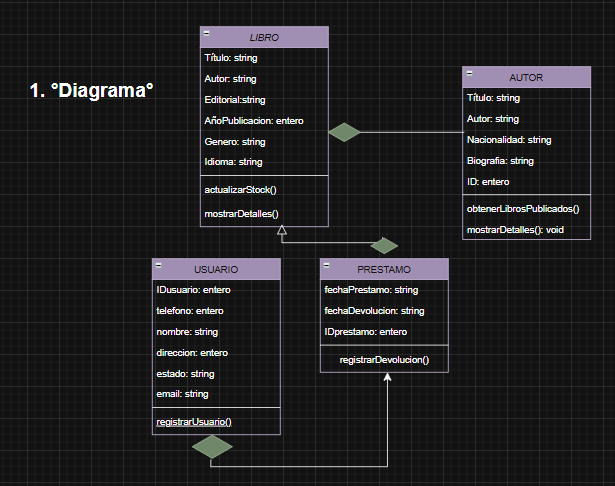 1. °Diagrama°
LIBRO
Título: string
Autor: string
Editorial:string
AñoPublicacion: entero
Genero: string
Idioma: string
actualizarStock()
mostrarDetalles()
AUTOR
Título: string
Autor: string
Nacionalidad: string
Biografia: string
ID: entero
obtenerLibrosPublicados()
mostrarDetalles(): void
USUARIO
IDusuario: entero
telefono: entero
nombre: string
direccion: entero
estado: string
email: string
registrarUsuario()
PRESTAMO
fechaPrestamo: string
fechaDevolucion: string
IDprestamo: entero
registrarDevolucion()